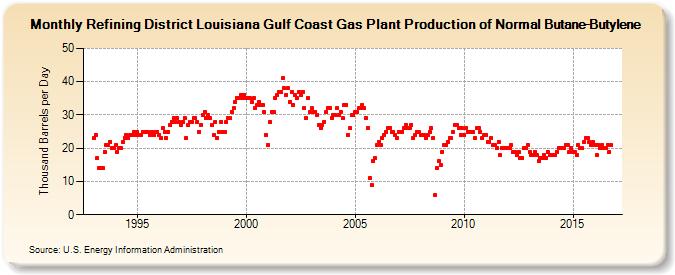 Monthly Refining District Louisiana Gulf Coast Gas Plant Production of Normal Butane-Butylene
Thousand Barrels per Day
50
40
30
20
10
0
1995 2000 2005 2010 2015
Source: U.S. Energy Information Administration